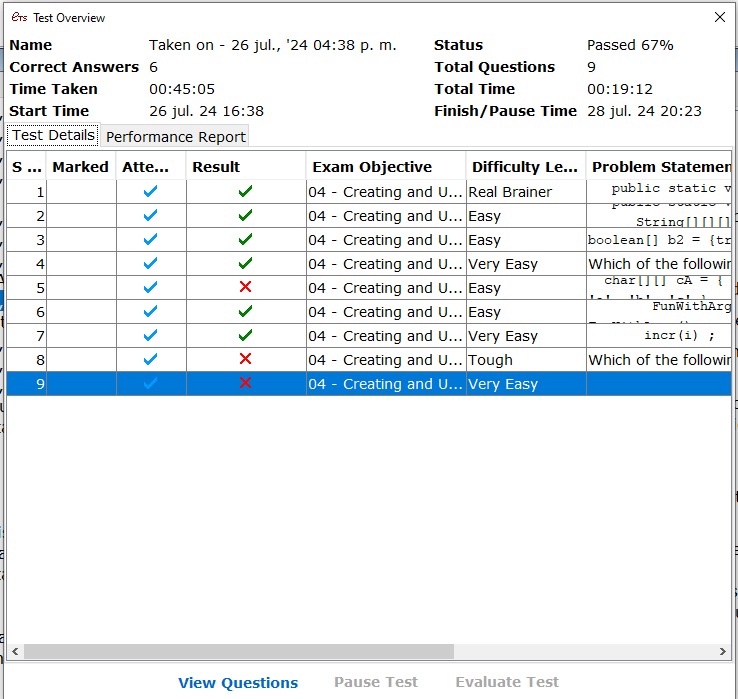 eTs Test Overview
Name Taken on - 26 jul., '24 04:38 p. m. Status Passed 67%
Correct Answers 6 Total Questions 9
Time Taken 00:45:05 Total Time 00:19:12
Start Time 26 jul. 24 16:38 Finish/Pause Time 28 jul. 24 20:23
Test Details Performance Report
S ... Marked Atte... Result Exam Objective Difficulty Le... Problem Statemen
1 04 - Creating and U... Real Brainer public static v
2 04 - Creating and U... Easy public static v
String[][][]
3 04 - Creating and U... Easy boolean[] b2 = {tr
4 04 - Creating and U... Very Easy Which of the followin
5 04 - Creating and U... Easy char[][] cA = {
6 04 - Creating and U... Easy FunWithArg
7 04 - Creating and U... Very Easy incr(i) ;
8 04 - Creating and U... Tough Which of the followin
9 04 - Creating and U... Very Easy
View Questions Pause Test Evaluate Test